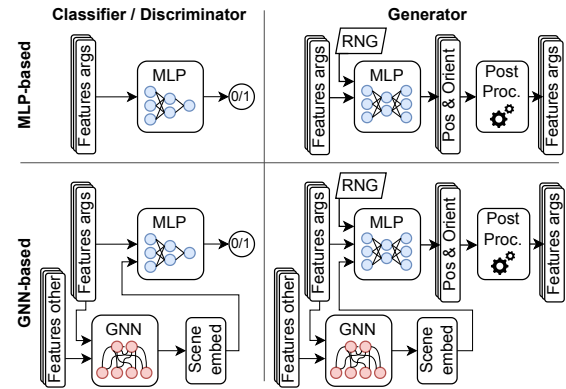 Classifier / Discriminator
Generator
MLP-based
Features args
MLP
0/1
Features args
RNG
MLP
Pos & Orient
Post
Proc.
Features args
GNN-based
Features other
Features args
MLP
0/1
GNN
Scene
embed
Features other
Features args
RNG
MLP
Pos & Orient
Post
Proc.
Features args
GNN
Scene
embed